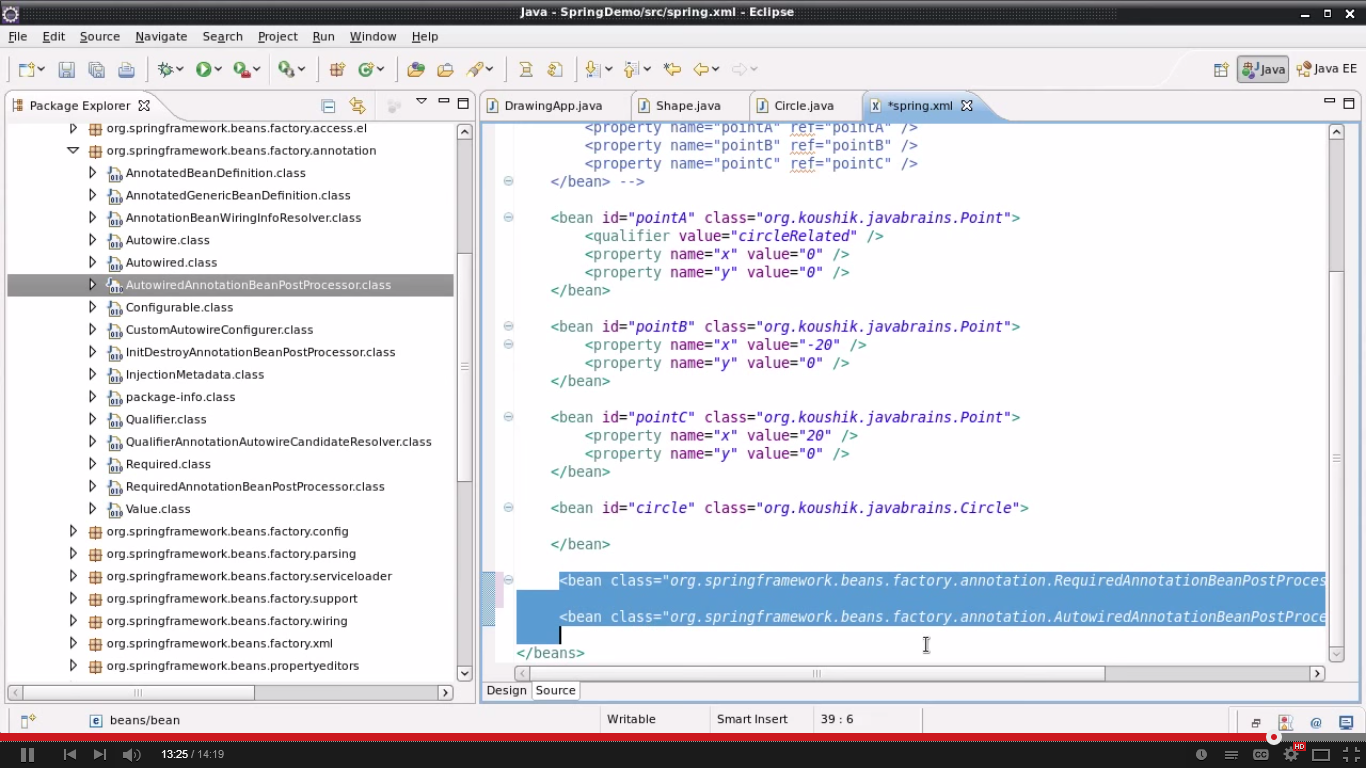 Java - SpringDemo/src/spring.xml - Eclipse
File Edit Source Navigate Search Project Run Window Help
Java Java EE
Package Explorer
org.springframework.beans.factory.access.el
org.springframework.beans.factory.annotation
AnnotatedBeanDefinition.class
AnnotatedGenericBeanDefinition.class
AnnotationBeanWiringInfoResolver.class
Autowire.class
Autowired.class
AutowiredAnnotationBeanPostProcessor.class
Configurable.class
CustomAutowireConfigurer.class
InitDestroyAnnotationBeanPostProcessor.class
InjectionMetadata.class
package-info.class
Qualifier.class
QualifierAnnotationAutowireCandidateResolver.class
Required.class
RequiredAnnotationBeanPostProcessor.class
Value.class
org.springframework.beans.factory.config
org.springframework.beans.factory.parsing
org.springframework.beans.factory.serviceloader
org.springframework.beans.factory.support
org.springframework.beans.factory.wiring
org.springframework.beans.factory.xml
org.springframework.beans.propertyeditors
DrawingApp.java Shape.java Circle.java *spring.xml
<property name="pointA" ref="pointA" />
<property name="pointB" ref="pointB" />
<property name="pointC" ref="pointC" />
</bean> -->
<bean id="pointA" class="org.koushik.javabrains.Point">
<qualifier value="circleRelated" />
<property name="x" value="0" />
<property name="y" value="0" />
</bean>
<bean id="pointB" class="org.koushik.javabrains.Point">
<property name="x" value="-20" />
<property name="y" value="0" />
</bean>
<bean id="pointC" class="org.koushik.javabrains.Point">
<property name="x" value="20" />
<property name="y" value="0" />
</bean>
<bean id="circle" class="org.koushik.javabrains.Circle">
</bean>
<bean class="org.springframework.beans.factory.annotation.RequiredAnnotationBeanPostProces
<bean class="org.springframework.beans.factory.annotation.AutowiredAnnotationBeanPostProce
</beans>
Design Source
beans/bean Writable Smart Insert 39 : 6
13:25 / 14:19 CC HD